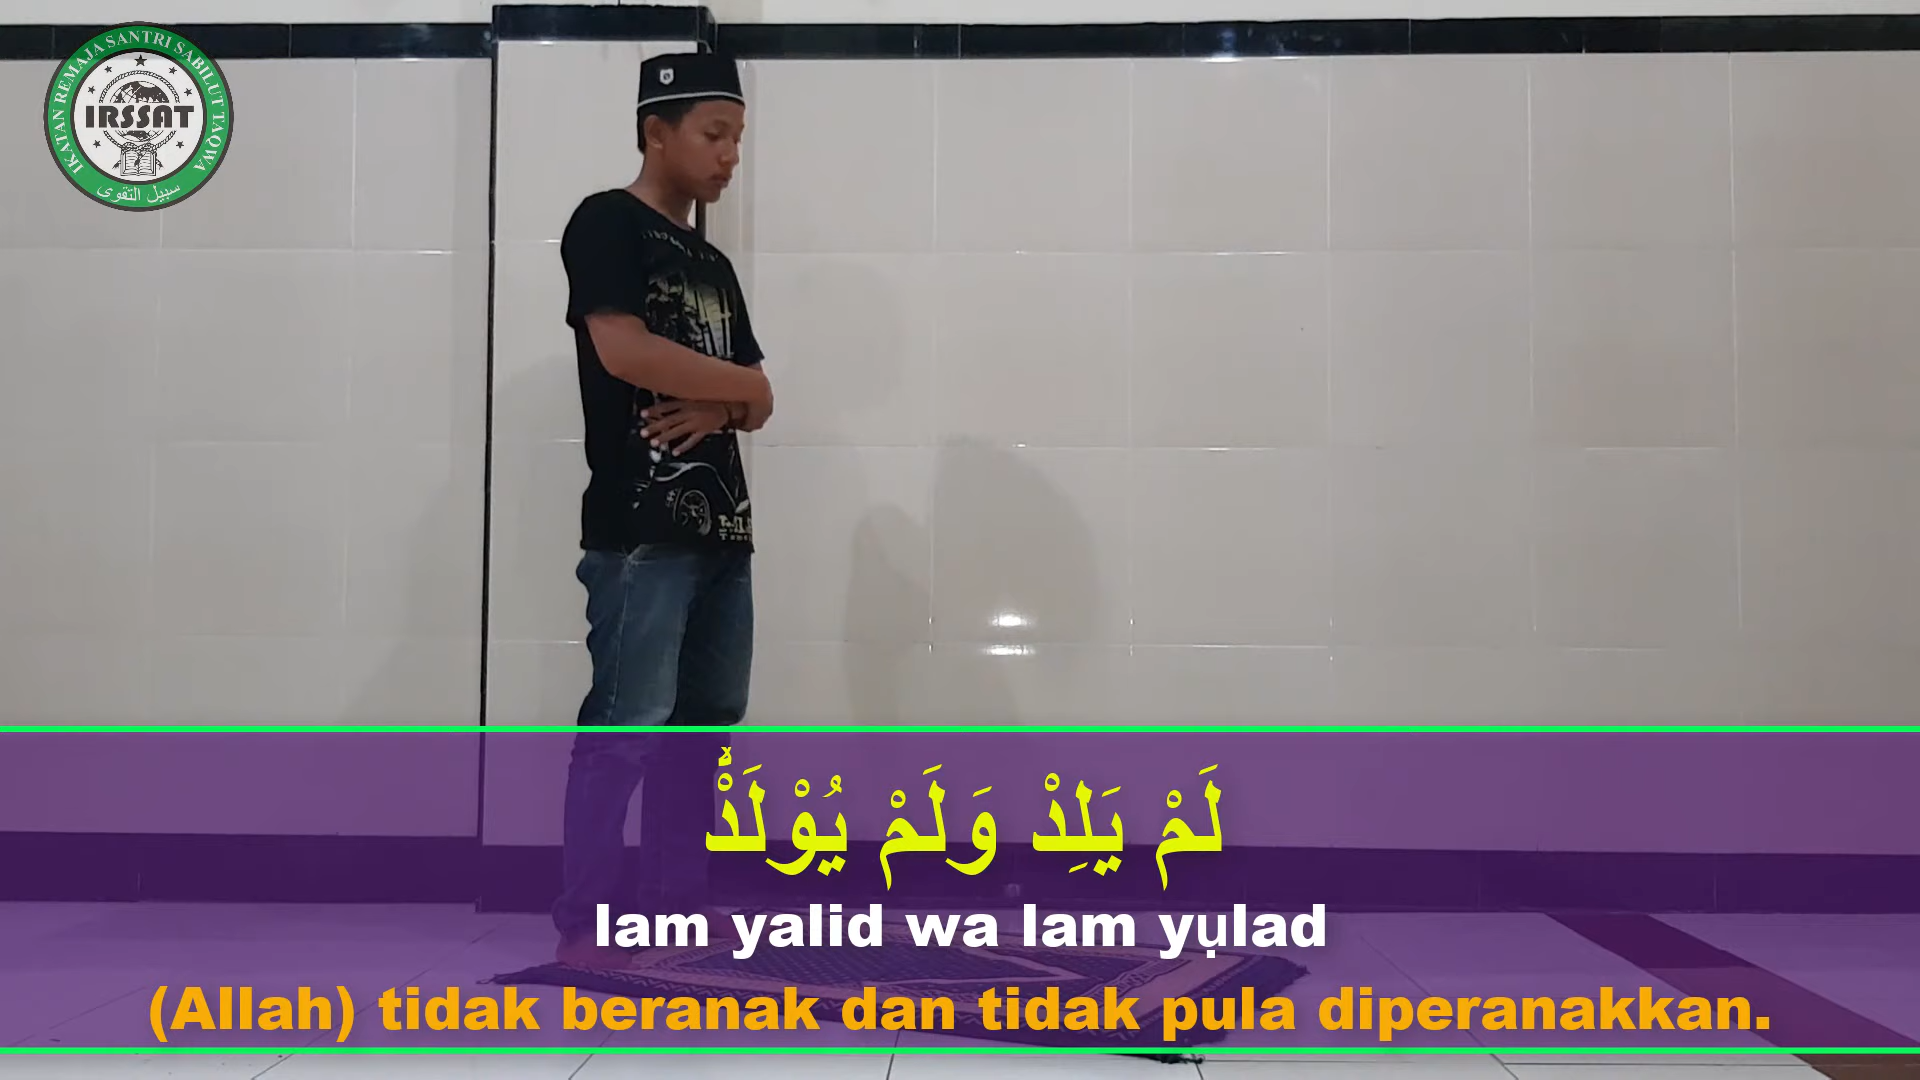 IKATAN REMAJA SANTRI SABILUT TAQWA
IRSSAT
سبيل التقوى
لَمْ يَلِدْ وَلَمْ يُوْلَدْۙ
lam yalid wa lam yụlad
(Allah) tidak beranak dan tidak pula diperanakkan.